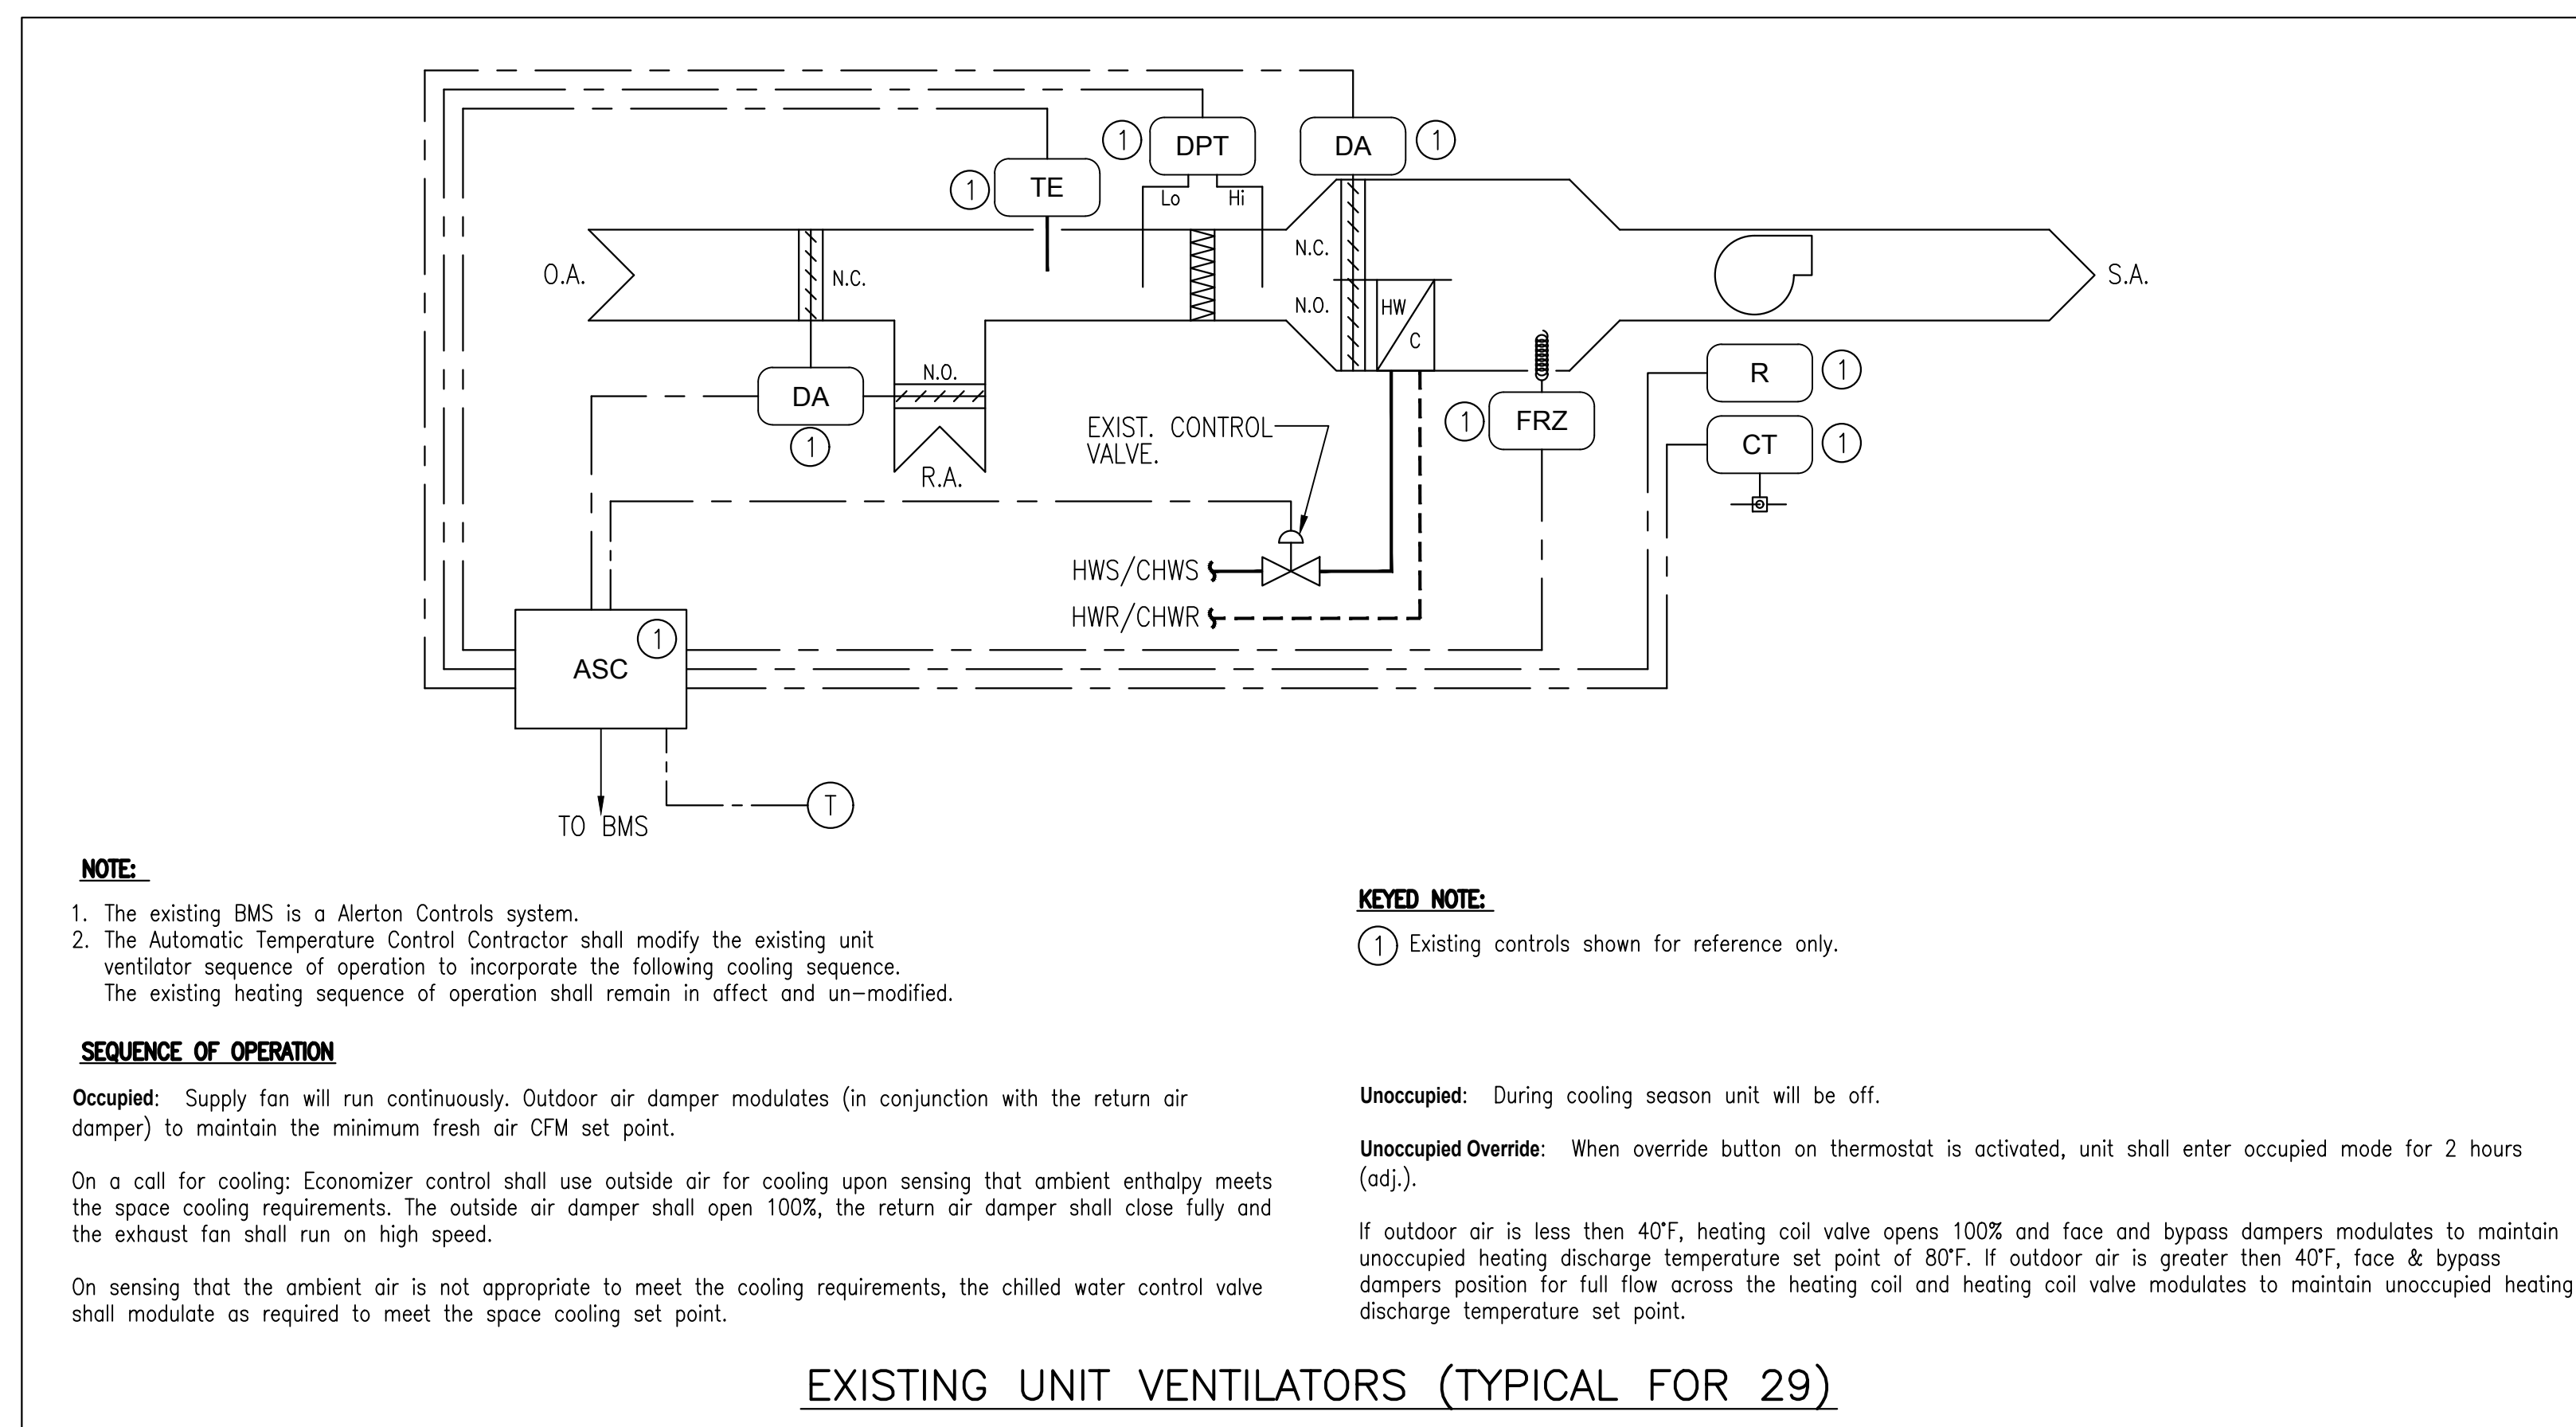 1
DPT
DA
1
1
TE
Lo
Hi
O.A.
N.C.
N.C.
N.O.
HW
C
S.A.
N.O.
DA
1
R.A.
EXIST. CONTROL
VALVE.
1
FRZ
R
1
CT
1
HWS/CHWS
HWR/CHWR
1
ASC
TO BMS
T
NOTE:
1. The existing BMS is a Alerton Controls system.
2. The Automatic Temperature Control Contractor shall modify the existing unit
ventilator sequence of operation to incorporate the following cooling sequence.
The existing heating sequence of operation shall remain in affect and un-modified.
KEYED NOTE:
1 Existing controls shown for reference only.
SEQUENCE OF OPERATION
Occupied: Supply fan will run continuously. Outdoor air damper modulates (in conjunction with the return air
damper) to maintain the minimum fresh air CFM set point.
On a call for cooling: Economizer control shall use outside air for cooling upon sensing that ambient enthalpy meets
the space cooling requirements. The outside air damper shall open 100%, the return air damper shall close fully and
the exhaust fan shall run on high speed.
On sensing that the ambient air is not appropriate to meet the cooling requirements, the chilled water control valve
shall modulate as required to meet the space cooling set point.
Unoccupied: During cooling season unit will be off.
Unoccupied Override: When override button on thermostat is activated, unit shall enter occupied mode for 2 hours
(adj.).
If outdoor air is less then 40°F, heating coil valve opens 100% and face and bypass dampers modulates to maintain
unoccupied heating discharge temperature set point of 80°F. If outdoor air is greater then 40°F, face & bypass
dampers position for full flow across the heating coil and heating coil valve modulates to maintain unoccupied heating
discharge temperature set point.
EXISTING UNIT VENTILATORS (TYPICAL FOR 29)